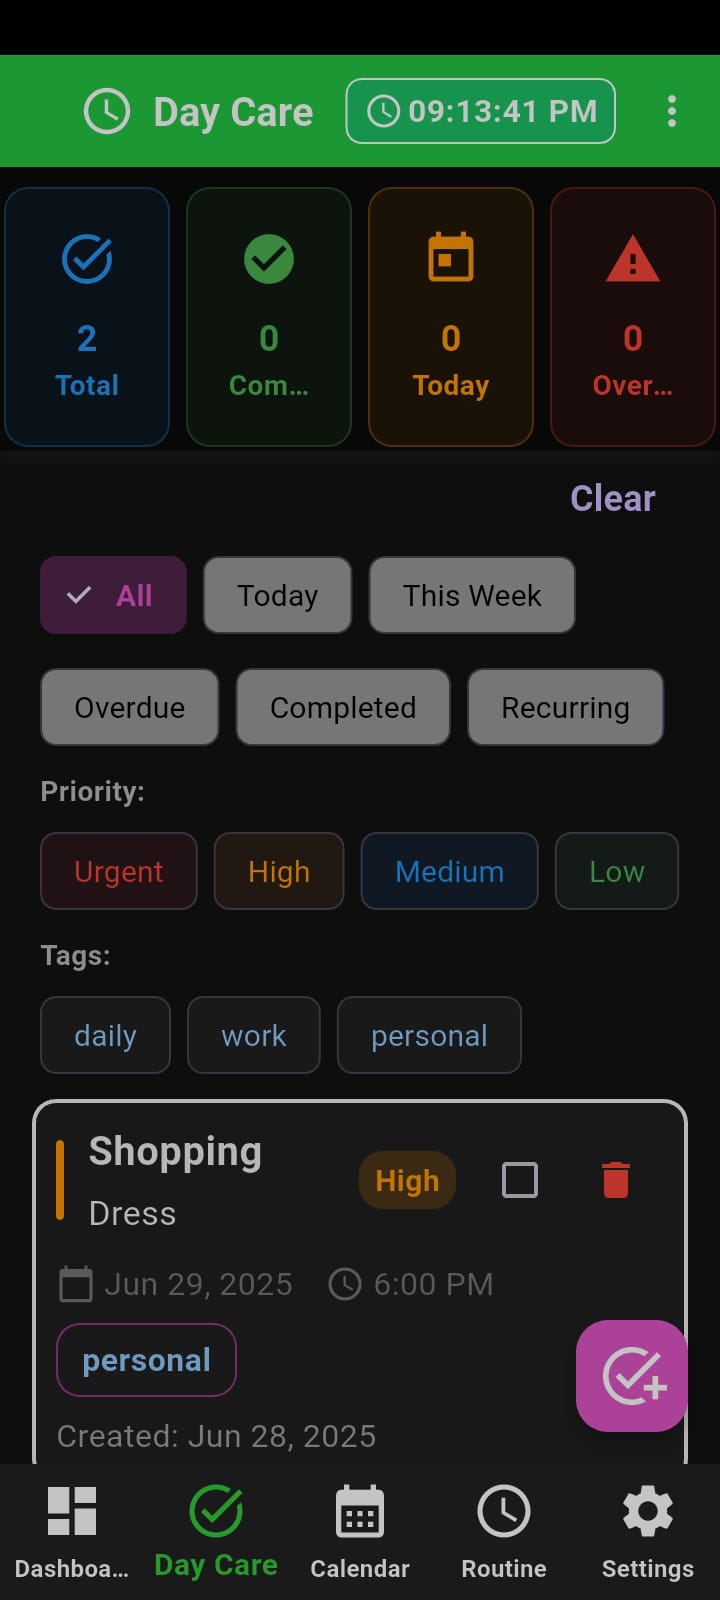 Day Care 09:13:41 PM
2 0 0 0
Total Com... Today Over...
Clear
All Today This Week
Overdue Completed Recurring
Priority:
Urgent High Medium Low
Tags:
daily work personal
Shopping
High
Dress
Jun 29, 2025 6:00 PM
personal
Created: Jun 28, 2025
Dashboa... Day Care Calendar Routine Settings